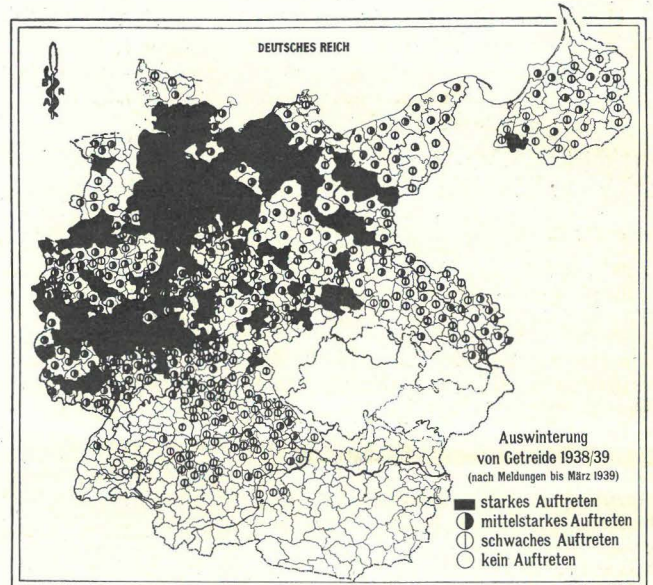 DEUTSCHES REICH
Auswinterung
von Getreide 1938/39
(nach Meldungen bis März 1939)
starkes Auftreten
mittelstarkes Auftreten
schwaches Auftreten
kein Auftreten